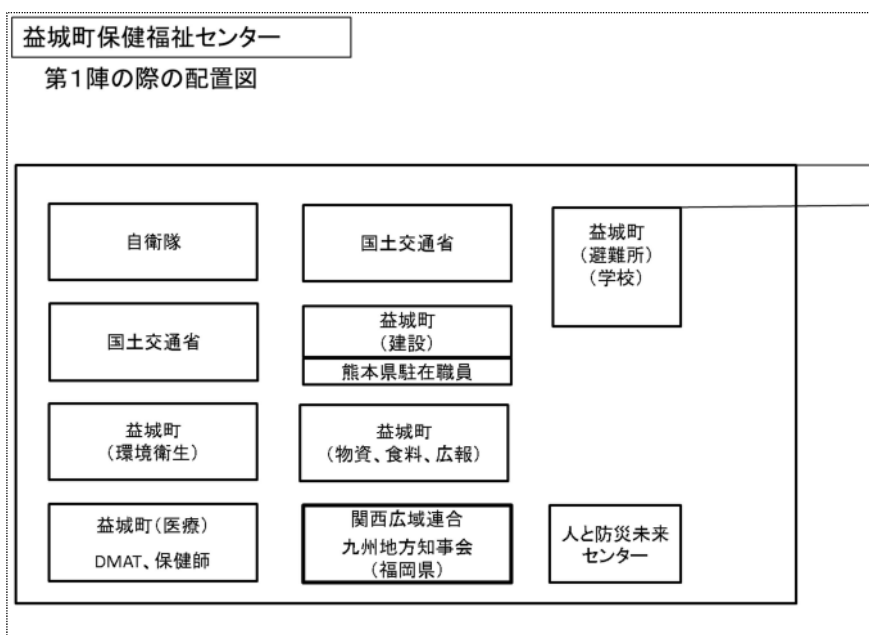 益城町保健福祉センター
第1陣の際の配置図
自衛隊
国土交通省
益城町
（避難所）
（学校）
国土交通省
益城町
（建設）
熊本県駐在職員
益城町
（環境衛生）
益城町
（物資、食料、広報）
益城町（医療）
DMAT、保健師
関西広域連合
九州地方知事会
（福岡県）
人と防災未来
センター